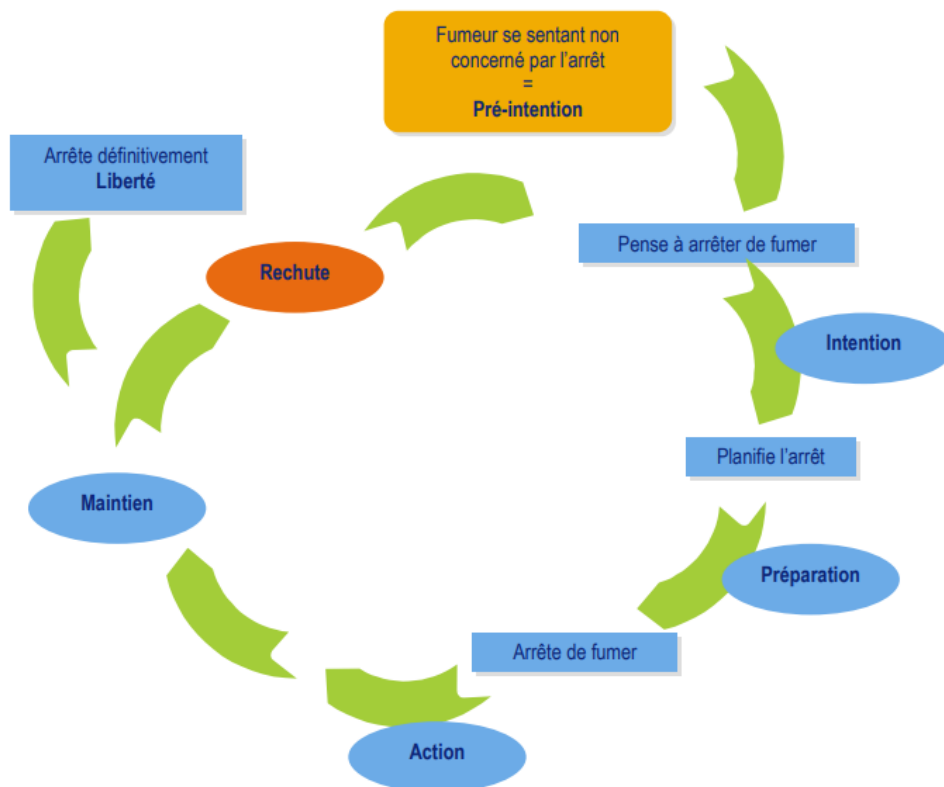 Fumeur se sentant non
concerné par l'arrêt
=
Pré-intention
Arrête définitivement
Liberté
Pense à arrêter de fumer
Rechute
Intention
Planifie l'arrêt
Maintien
Préparation
Arrête de fumer
Action